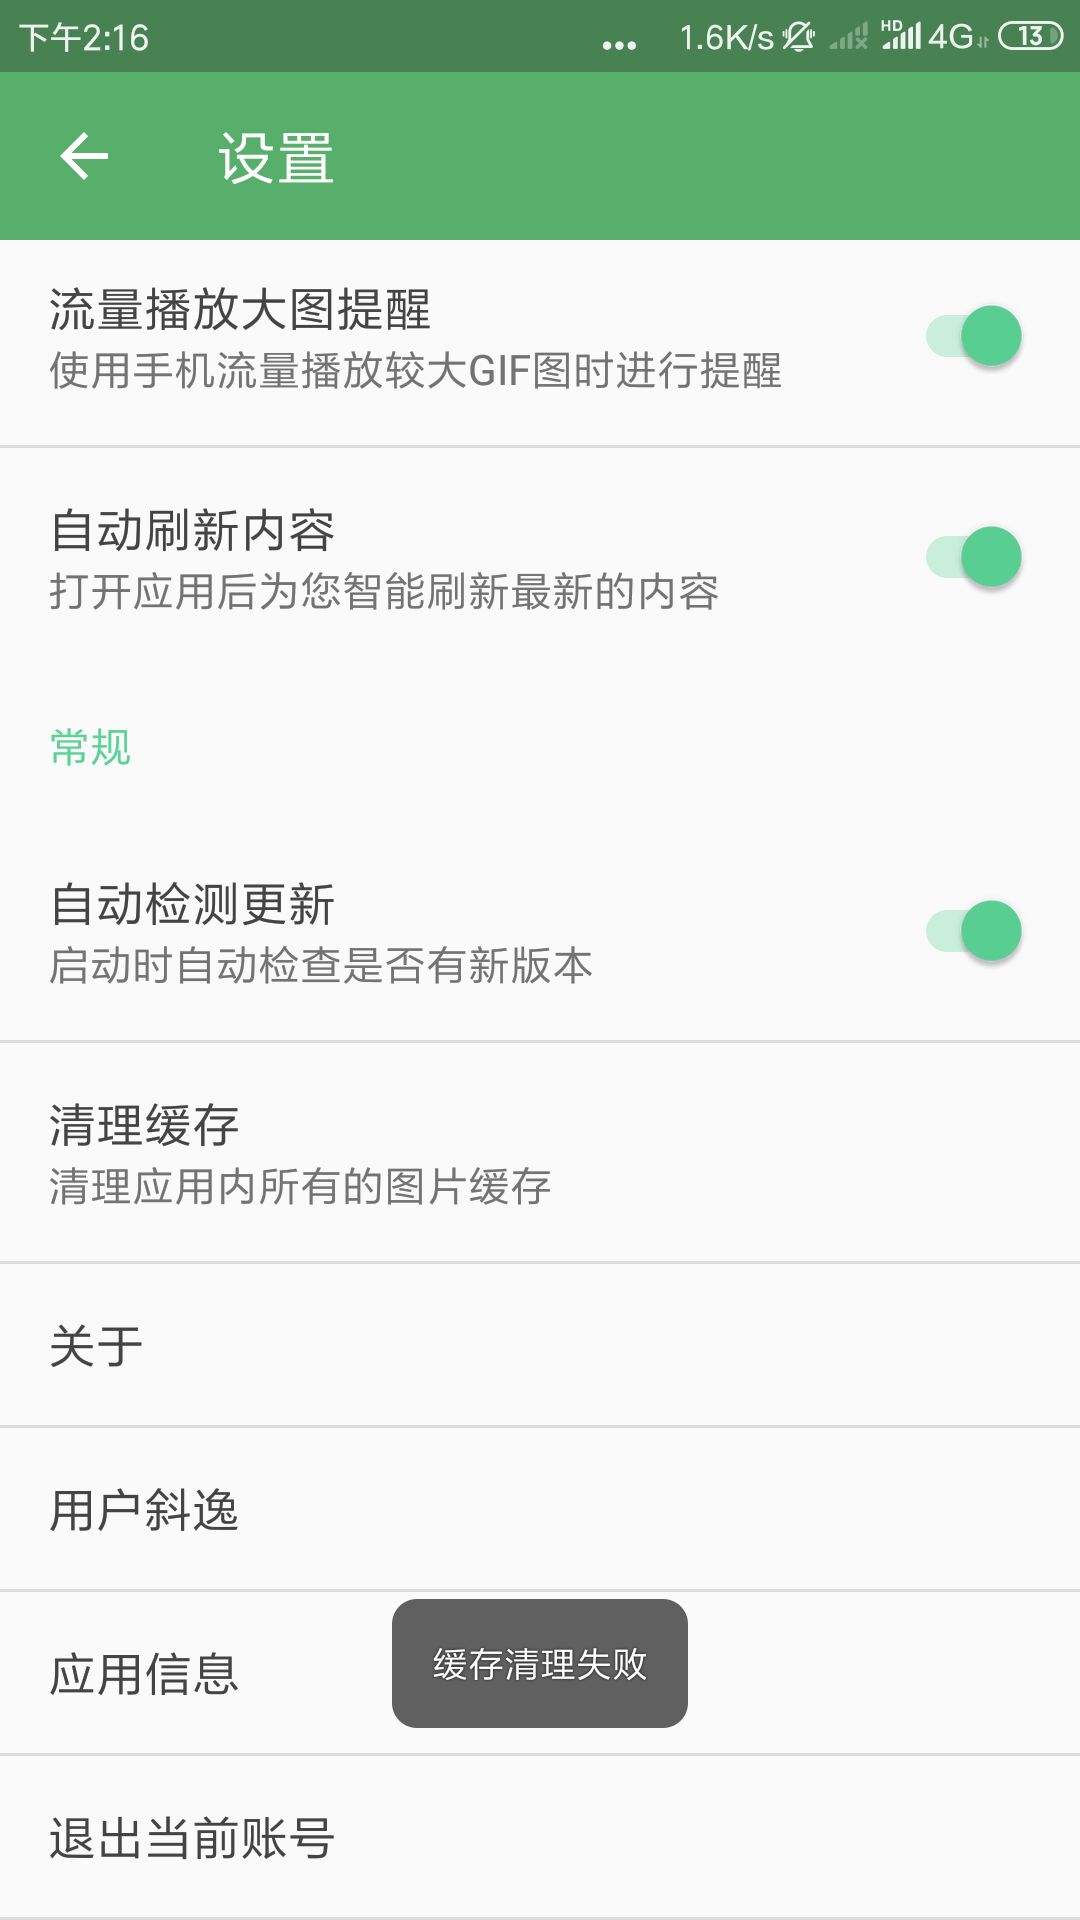 下午2:16
... 1.6K/s HD 4G 13
设置
流量播放大图提醒
使用手机流量播放较大GIF图时进行提醒
自动刷新内容
打开应用后为您智能刷新最新的内容
常规
自动检测更新
启动时自动检查是否有新版本
清理缓存
清理应用内所有的图片缓存
关于
用户斜逸
应用信息
缓存清理失败
退出当前账号